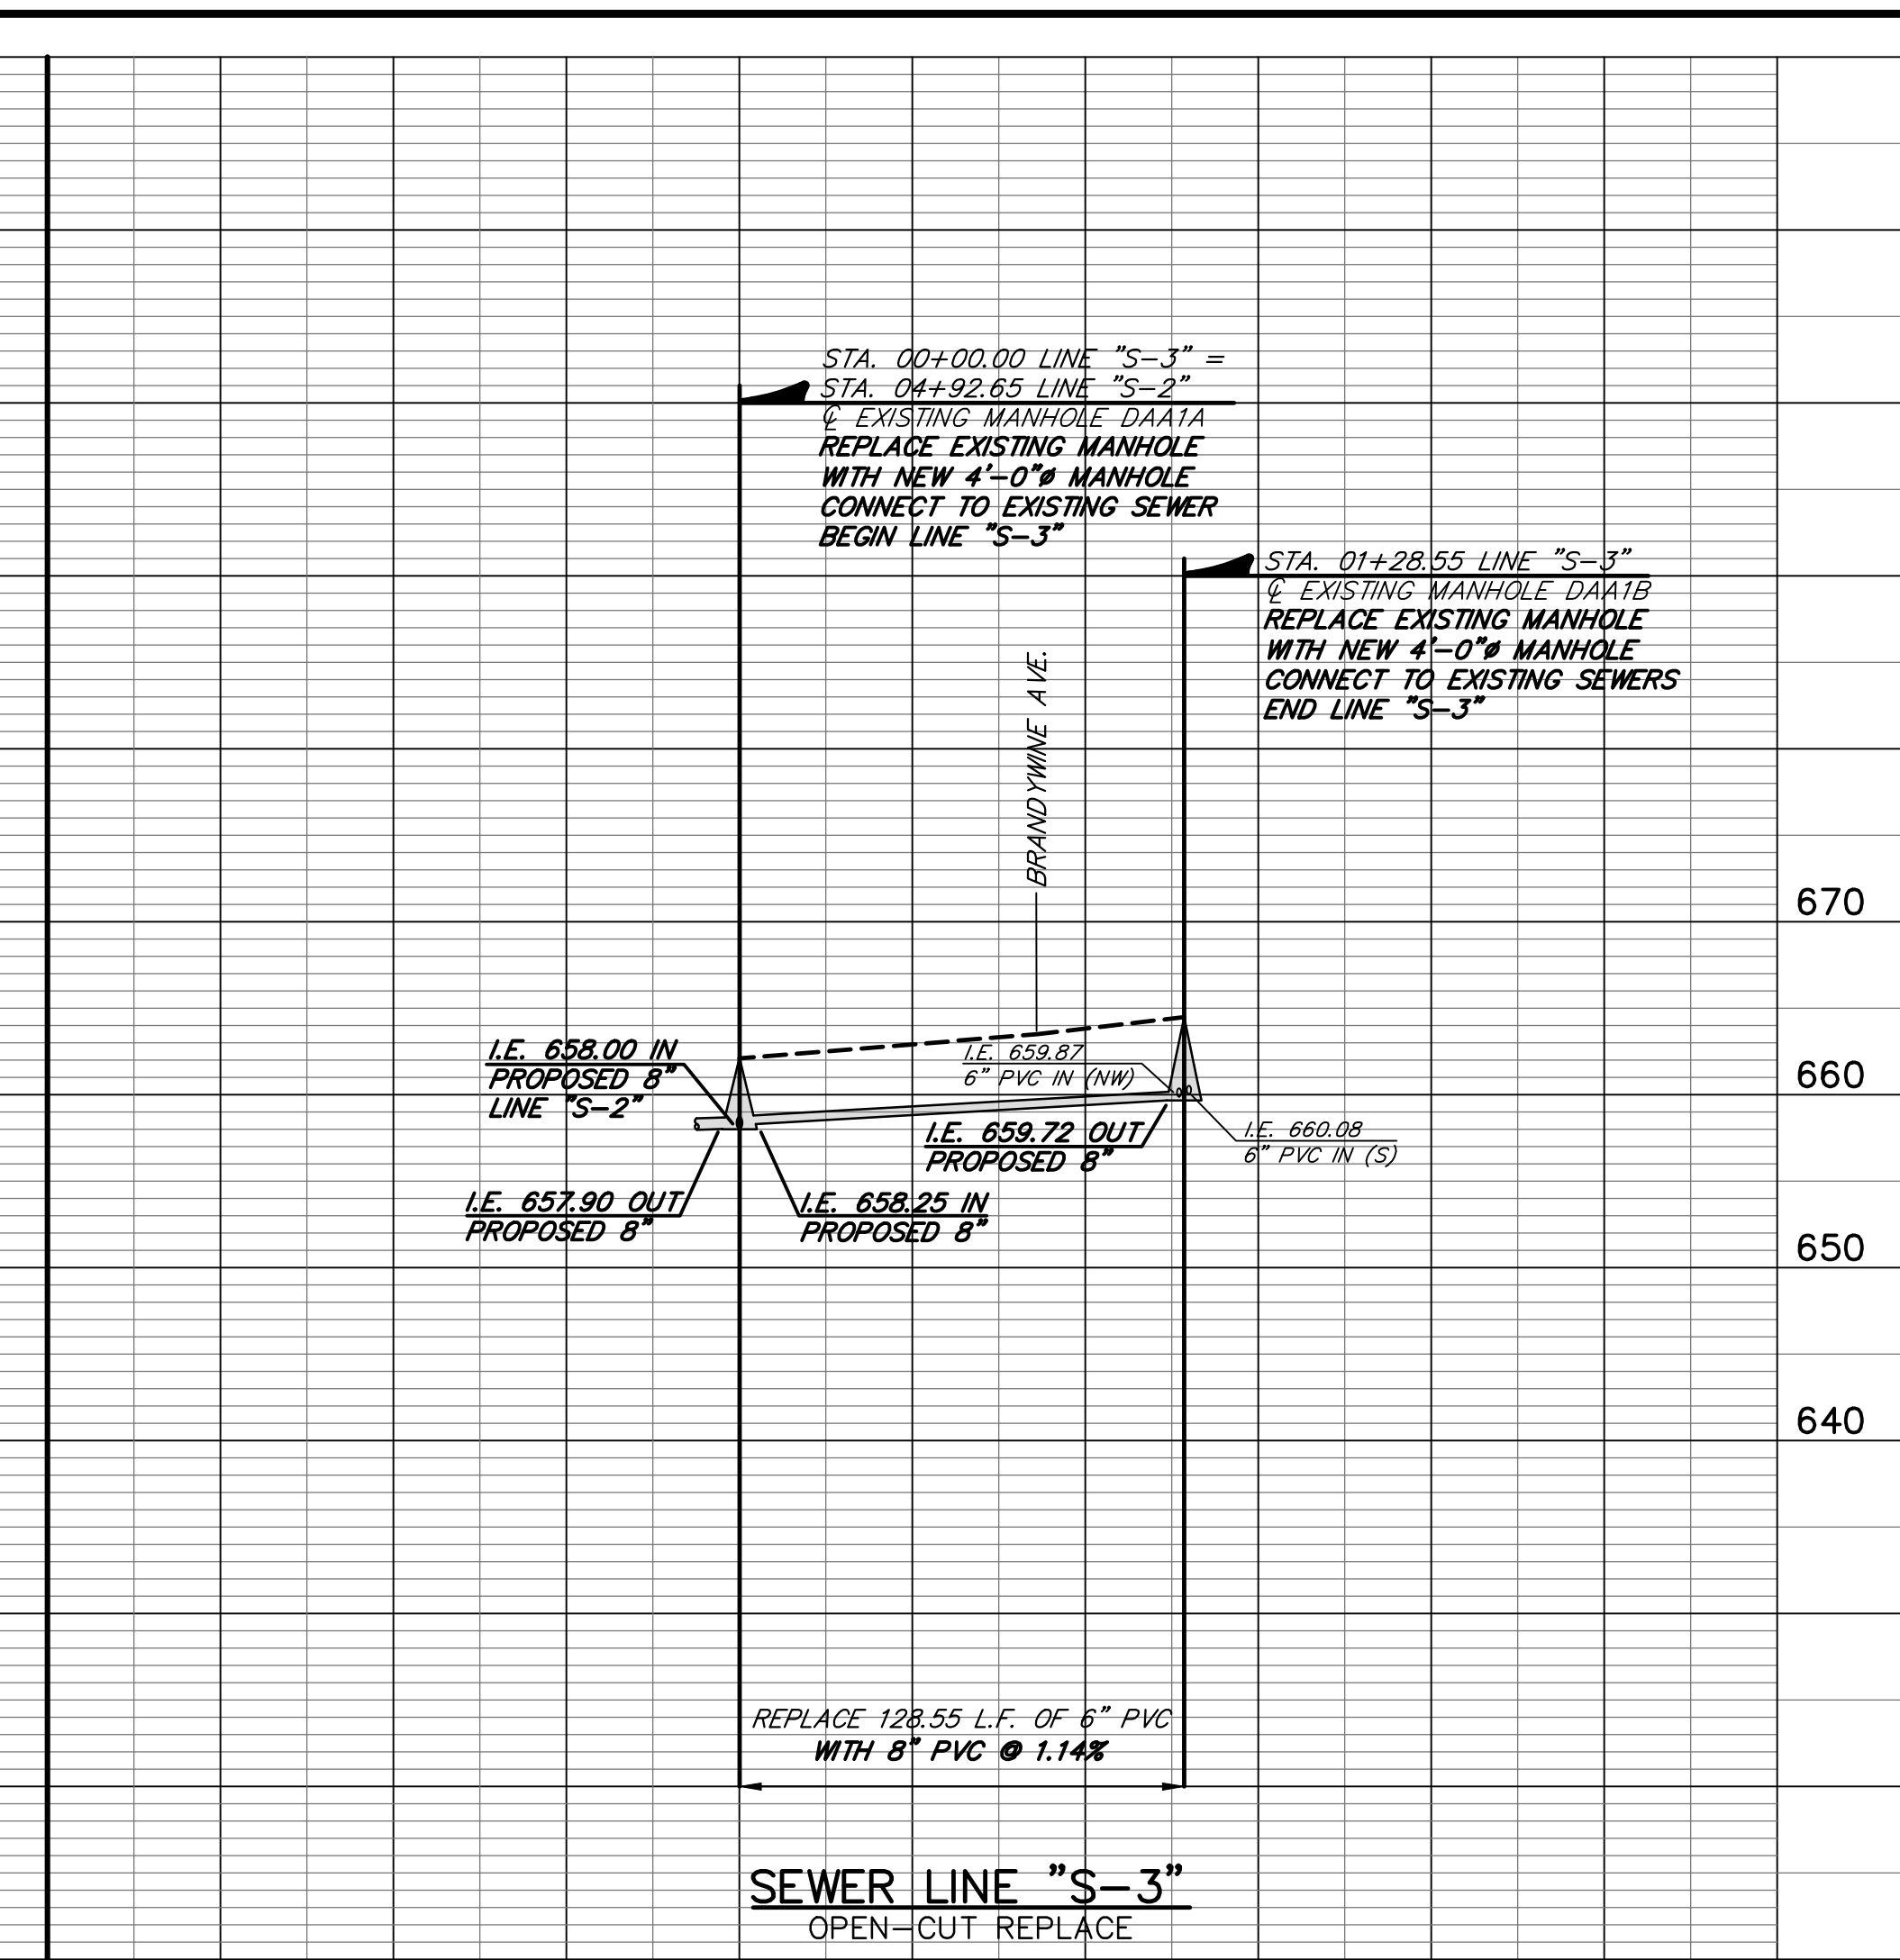 STA. 00+00.00 LINE "S-3" =
STA. 04+92.65 LINE "S-2"
℄ EXISTING MANHOLE DAA1A
REPLACE EXISTING MANHOLE
WITH NEW 4'-0"ø MANHOLE
CONNECT TO EXISTING SEWER
BEGIN LINE "S-3"
STA. 01+28.55 LINE "S-3"
℄ EXISTING MANHOLE DAA1B
REPLACE EXISTING MANHOLE
WITH NEW 4'-0"ø MANHOLE
CONNECT TO EXISTING SEWERS
END LINE "S-3"
BRANDYWINE AVE.
670
660
650
640
I.E. 658.00 IN
PROPOSED 8"
LINE "S-2"
I.E. 659.87
6" PVC IN (NW)
I.E. 659.72 OUT
PROPOSED 8"
I.E. 660.08
6" PVC IN (S)
I.E. 657.90 OUT
PROPOSED 8"
I.E. 658.25 IN
PROPOSED 8"
REPLACE 128.55 L.F. OF 6" PVC
WITH 8" PVC @ 1.14%
SEWER LINE "S-3"
OPEN-CUT REPLACE